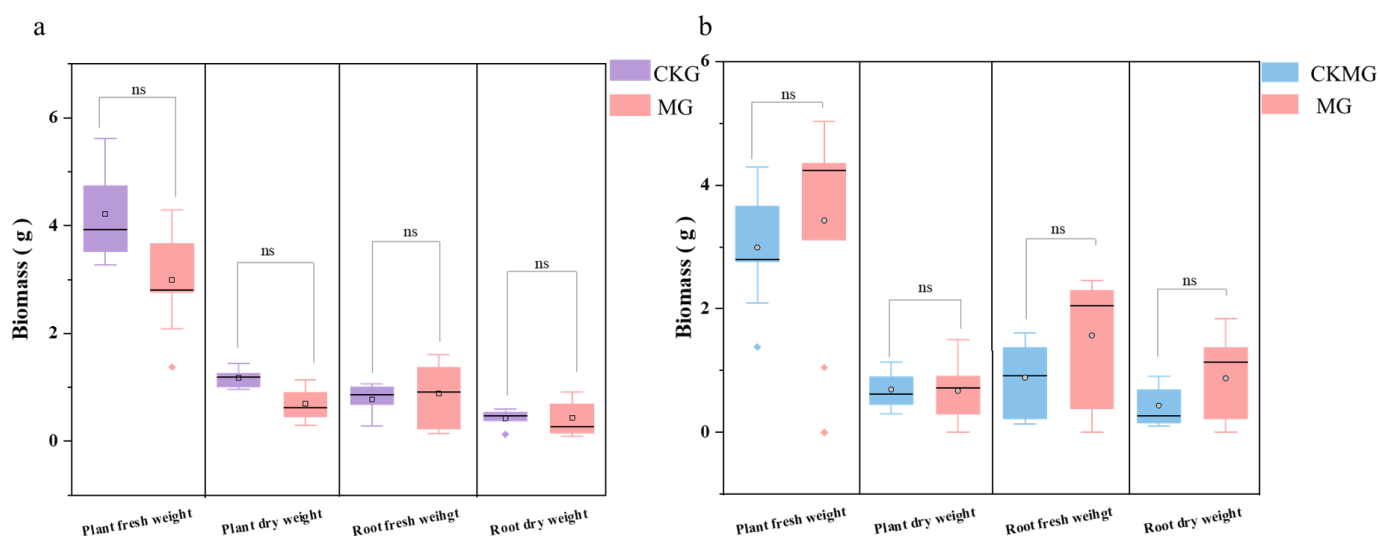 a
CKG
MG
Biomass ( g )
6
4
2
0
ns
ns
ns
ns
Plant fresh weight
Plant dry weight
Root fresh weihgt
Root dry weight
b
CKMG
MG
Biomass ( g )
6
4
2
0
ns
ns
ns
ns
Plant fresh weight
Plant dry weight
Root fresh weihgt
Root dry weight